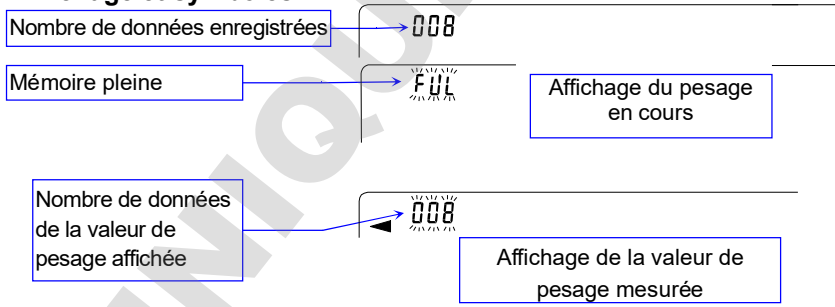 Nombre de données enregistrées
008
Mémoire pleine
FUL
Affichage du pesage
en cours
Nombre de données
de la valeur de
pesage affichée
008
Affichage de la valeur de
pesage mesurée